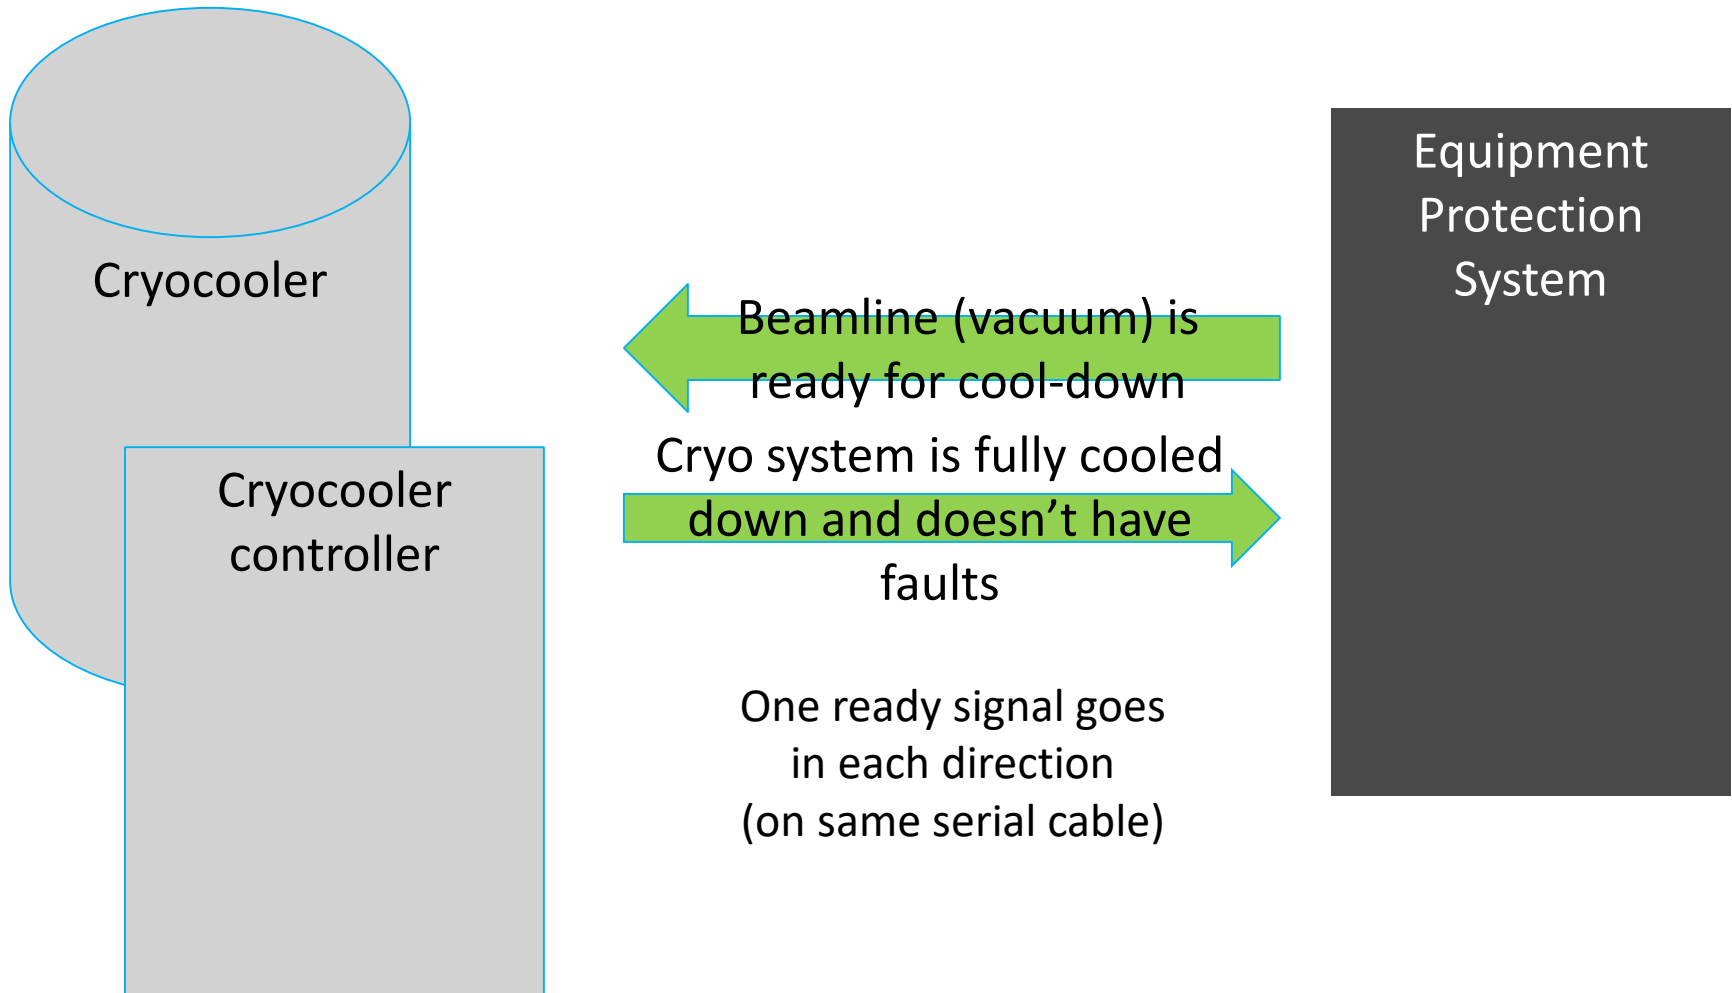 Cryocooler
Cryocooler
controller
Beamline (vacuum) is
ready for cool-down
Cryo system is fully cooled
down and doesn’t have
faults
One ready signal goes
in each direction
(on same serial cable)
Equipment
Protection
System